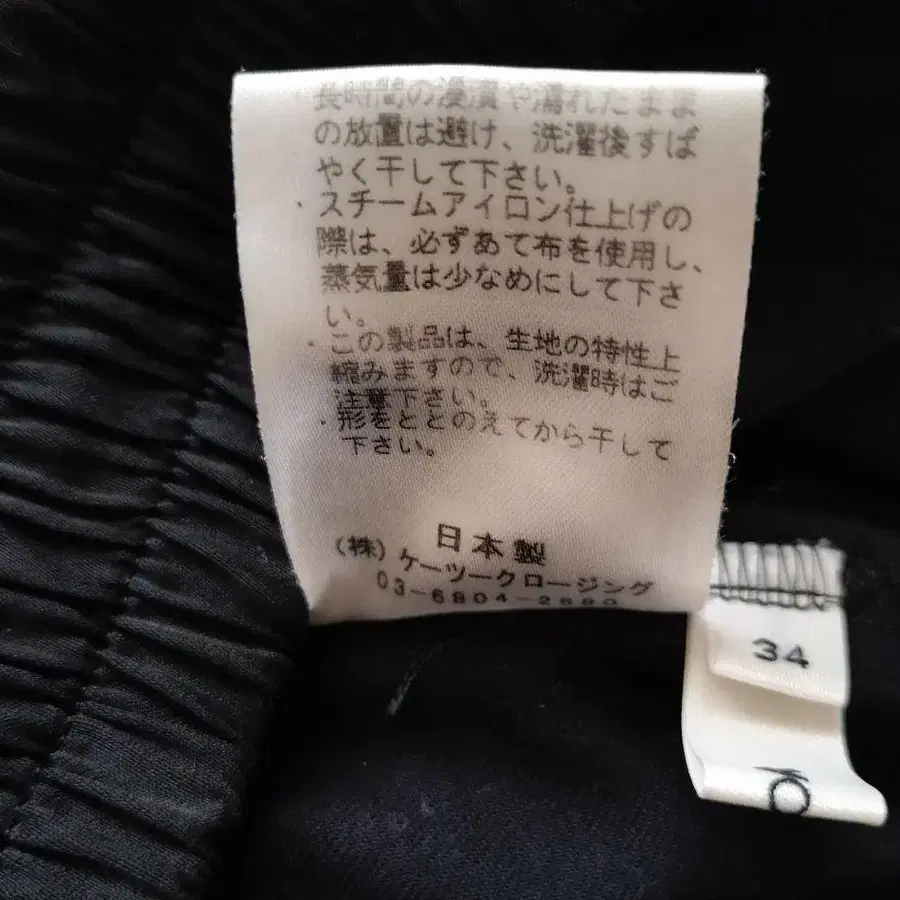 ・長時間の浸漬や濡れたまま
の放置は避け、洗濯後すば
やく干して下さい。
・スチームアイロン仕上げの
際は、必ずあて布を使用し、
蒸気量は少なめにして下さ
い。
・この製品は、生地の特性上
縮みますので、洗濯時はご
注意下さい。
・形をととのえてから干して
下さい。
日本製
(株)ケーツークロージング
03-6804-2680
34